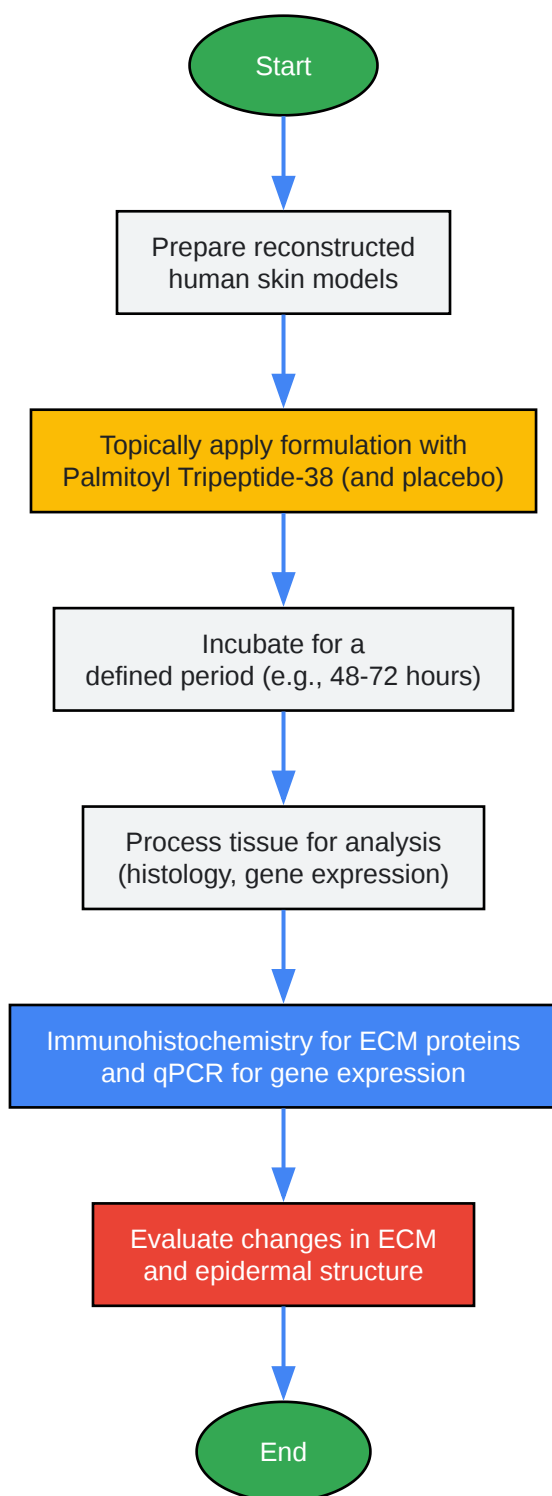 Start
Prepare reconstructed
human skin models
Topically apply formulation with
Palmitoyl Tripeptide-38 (and placebo)
Incubate for a
defined period (e.g., 48-72 hours)
Process tissue for analysis
(histology, gene expression)
Immunohistochemistry for ECM proteins
and qPCR for gene expression
Evaluate changes in ECM
and epidermal structure
End